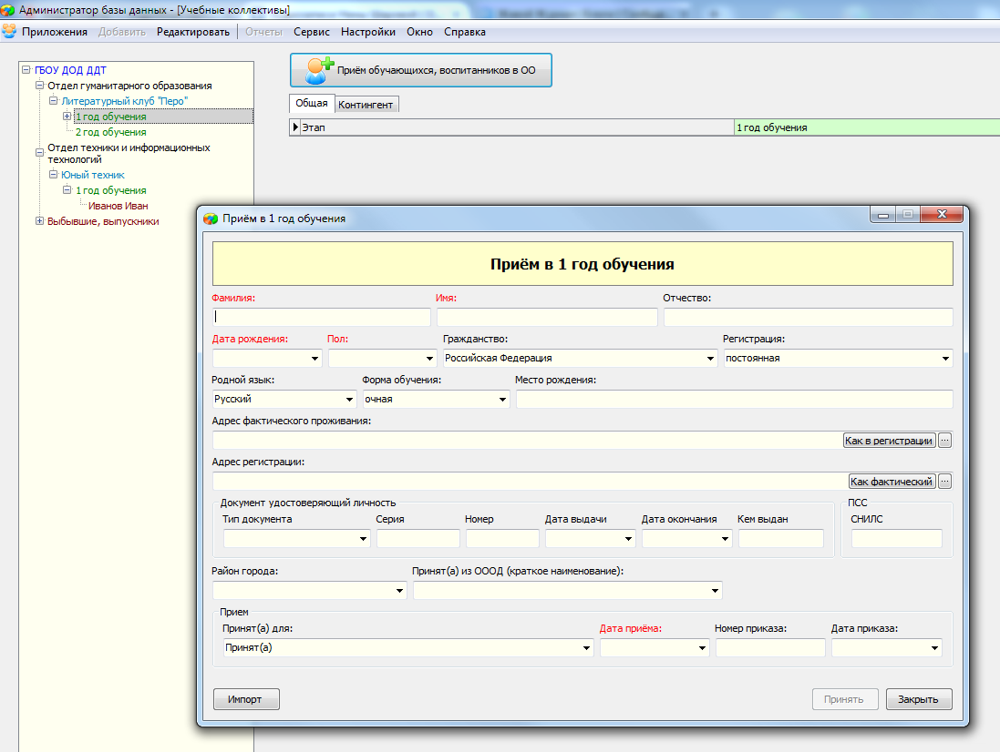 Администратор базы данных - [Учебные коллективы]
Приложения Добавить Редактировать Отчеты Сервис Настройки Окно Справка
ГБОУ ДОД ДДТ
Отдел гуманитарного образования
Литературный клуб "Перо"
1 год обучения
2 год обучения
Отдел техники и информационных
технологий
Юный техник
1 год обучения
Иванов Иван
Выбывшие, выпускники
Приём обучающихся, воспитанников в ОО
Общая Контингент
Этап 1 год обучения
Приём в 1 год обучения
Приём в 1 год обучения
Фамилия: Имя: Отчество:
Дата рождения: Пол: Гражданство: Регистрация:
Российская Федерация постоянная
Родной язык: Форма обучения: Место рождения:
Русский очная
Адрес фактического проживания:
Как в регистрации ...
Адрес регистрации:
Как фактический ...
Документ удостоверяющий личность ПСС
Тип документа Серия Номер Дата выдачи Дата окончания Кем выдан СНИЛС
Район города: Принят(а) из ОООД (краткое наименование):
Прием
Принят(а) для: Дата приёма: Номер приказа: Дата приказа:
Принят(а)
Импорт Принять Закрыть